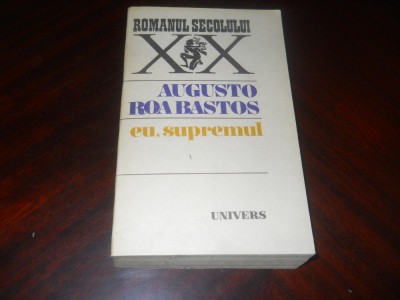 ROMANUL SECOLULUI
XX
AUGUSTO
ROA BASTOS
eu, supremul
UNIVERS